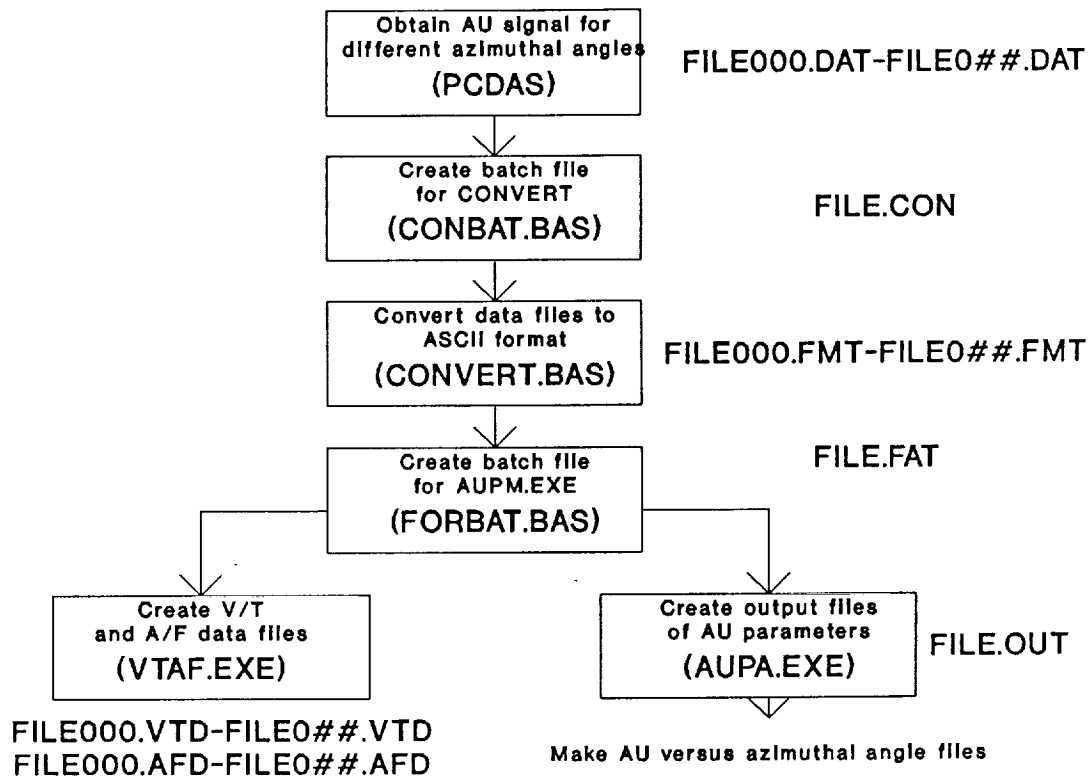 Obtain AU signal for
different azimuthal angles
(PCDAS)
FILE000.DAT-FILE0##.DAT
Create batch file
for CONVERT
(CONBAT.BAS)
FILE.CON
Convert data files to
ASCII format
(CONVERT.BAS)
FILE000.FMT-FILE0##.FMT
Create batch file
for AUPM.EXE
(FORBAT.BAS)
FILE.FAT
Create V/T
and A/F data files
(VTAF.EXE)
FILE000.VTD-FILE0##.VTD
FILE000.AFD-FILE0##.AFD
Create output files
of AU parameters
(AUPA.EXE)
FILE.OUT
Make AU versus azimuthal angle files